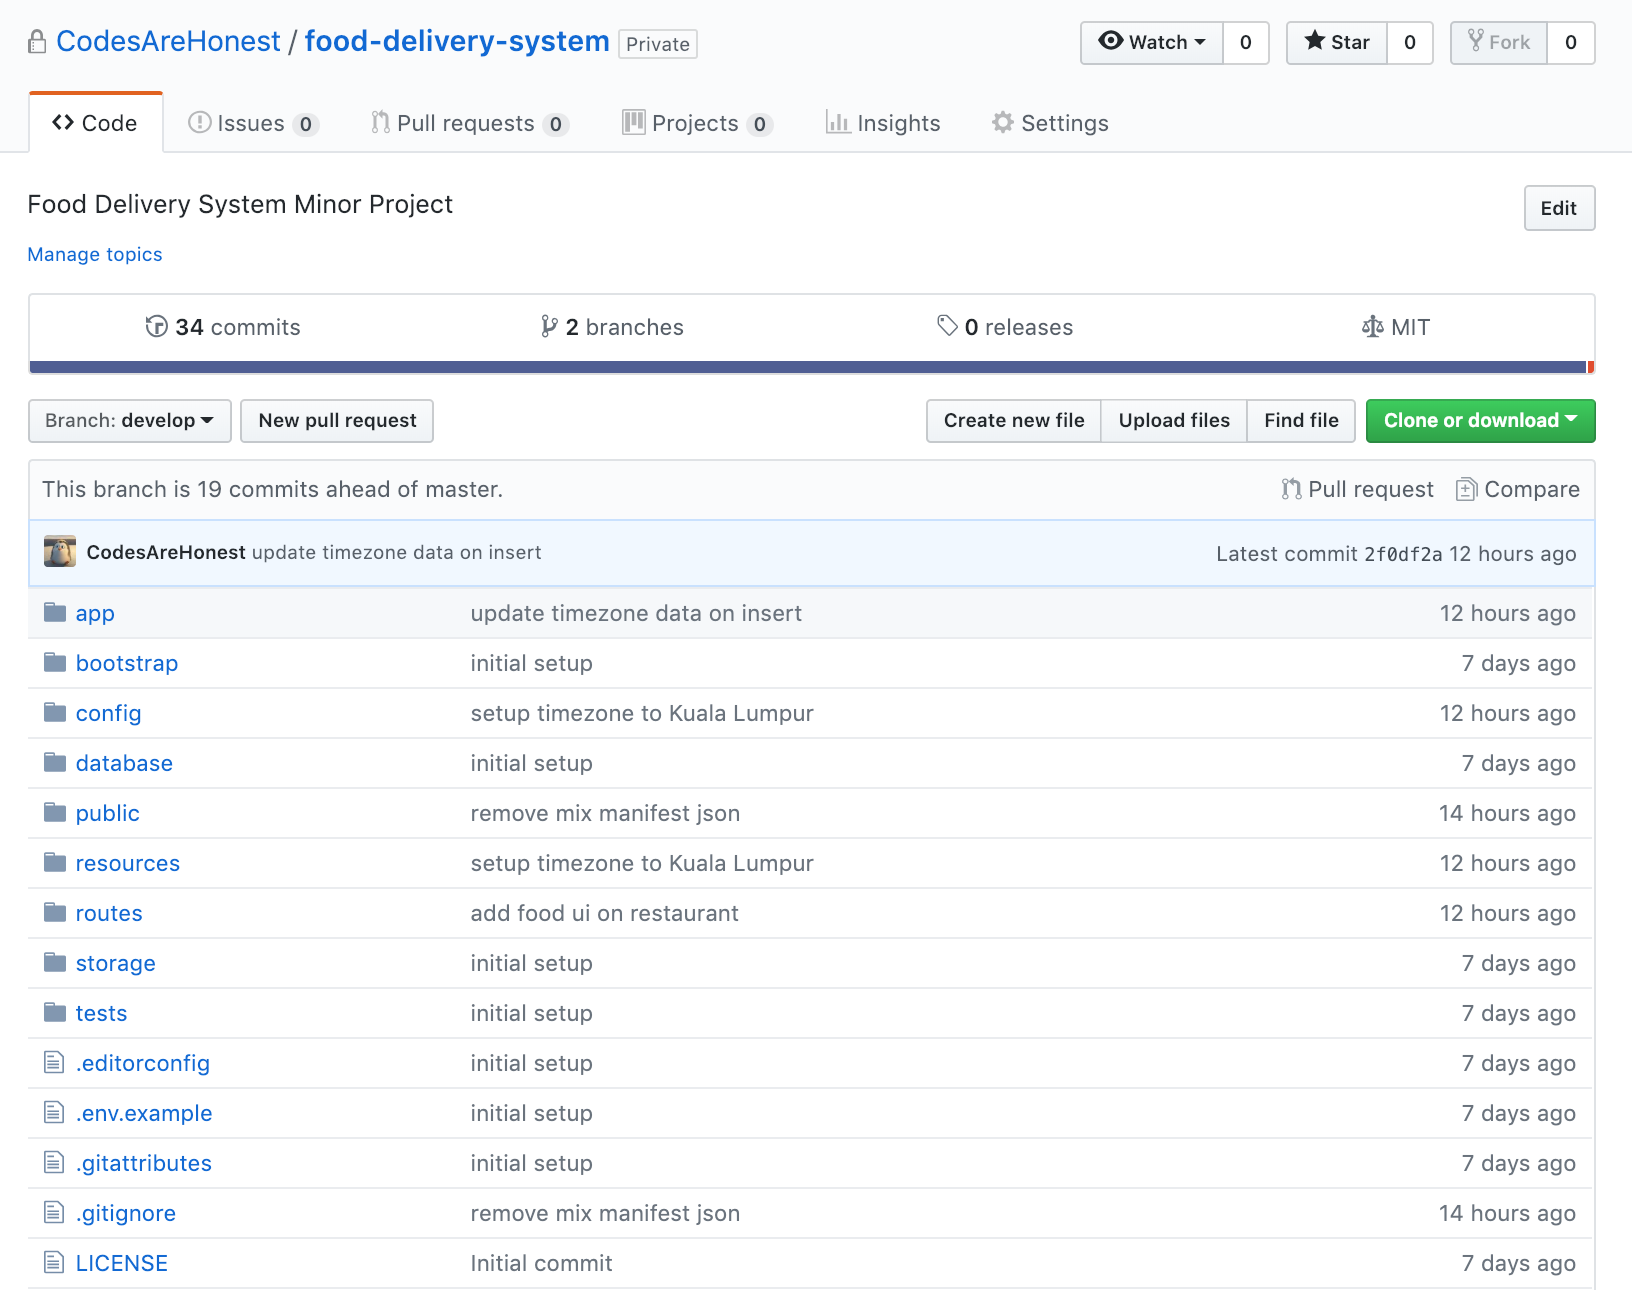 CodesAreHonest / food-delivery-system Private Watch 0 Star 0 Fork 0
Code Issues 0 Pull requests 0 Projects 0 Insights Settings
Food Delivery System Minor Project Edit
Manage topics
34 commits 2 branches 0 releases MIT
Branch: develop New pull request Create new file Upload files Find file Clone or download
This branch is 19 commits ahead of master. Pull request Compare
CodesAreHonest update timezone data on insert Latest commit 2f0df2a 12 hours ago
app update timezone data on insert 12 hours ago
bootstrap initial setup 7 days ago
config setup timezone to Kuala Lumpur 12 hours ago
database initial setup 7 days ago
public remove mix manifest json 14 hours ago
resources setup timezone to Kuala Lumpur 12 hours ago
routes add food ui on restaurant 12 hours ago
storage initial setup 7 days ago
tests initial setup 7 days ago
.editorconfig initial setup 7 days ago
.env.example initial setup 7 days ago
.gitattributes initial setup 7 days ago
.gitignore remove mix manifest json 14 hours ago
LICENSE Initial commit 7 days ago